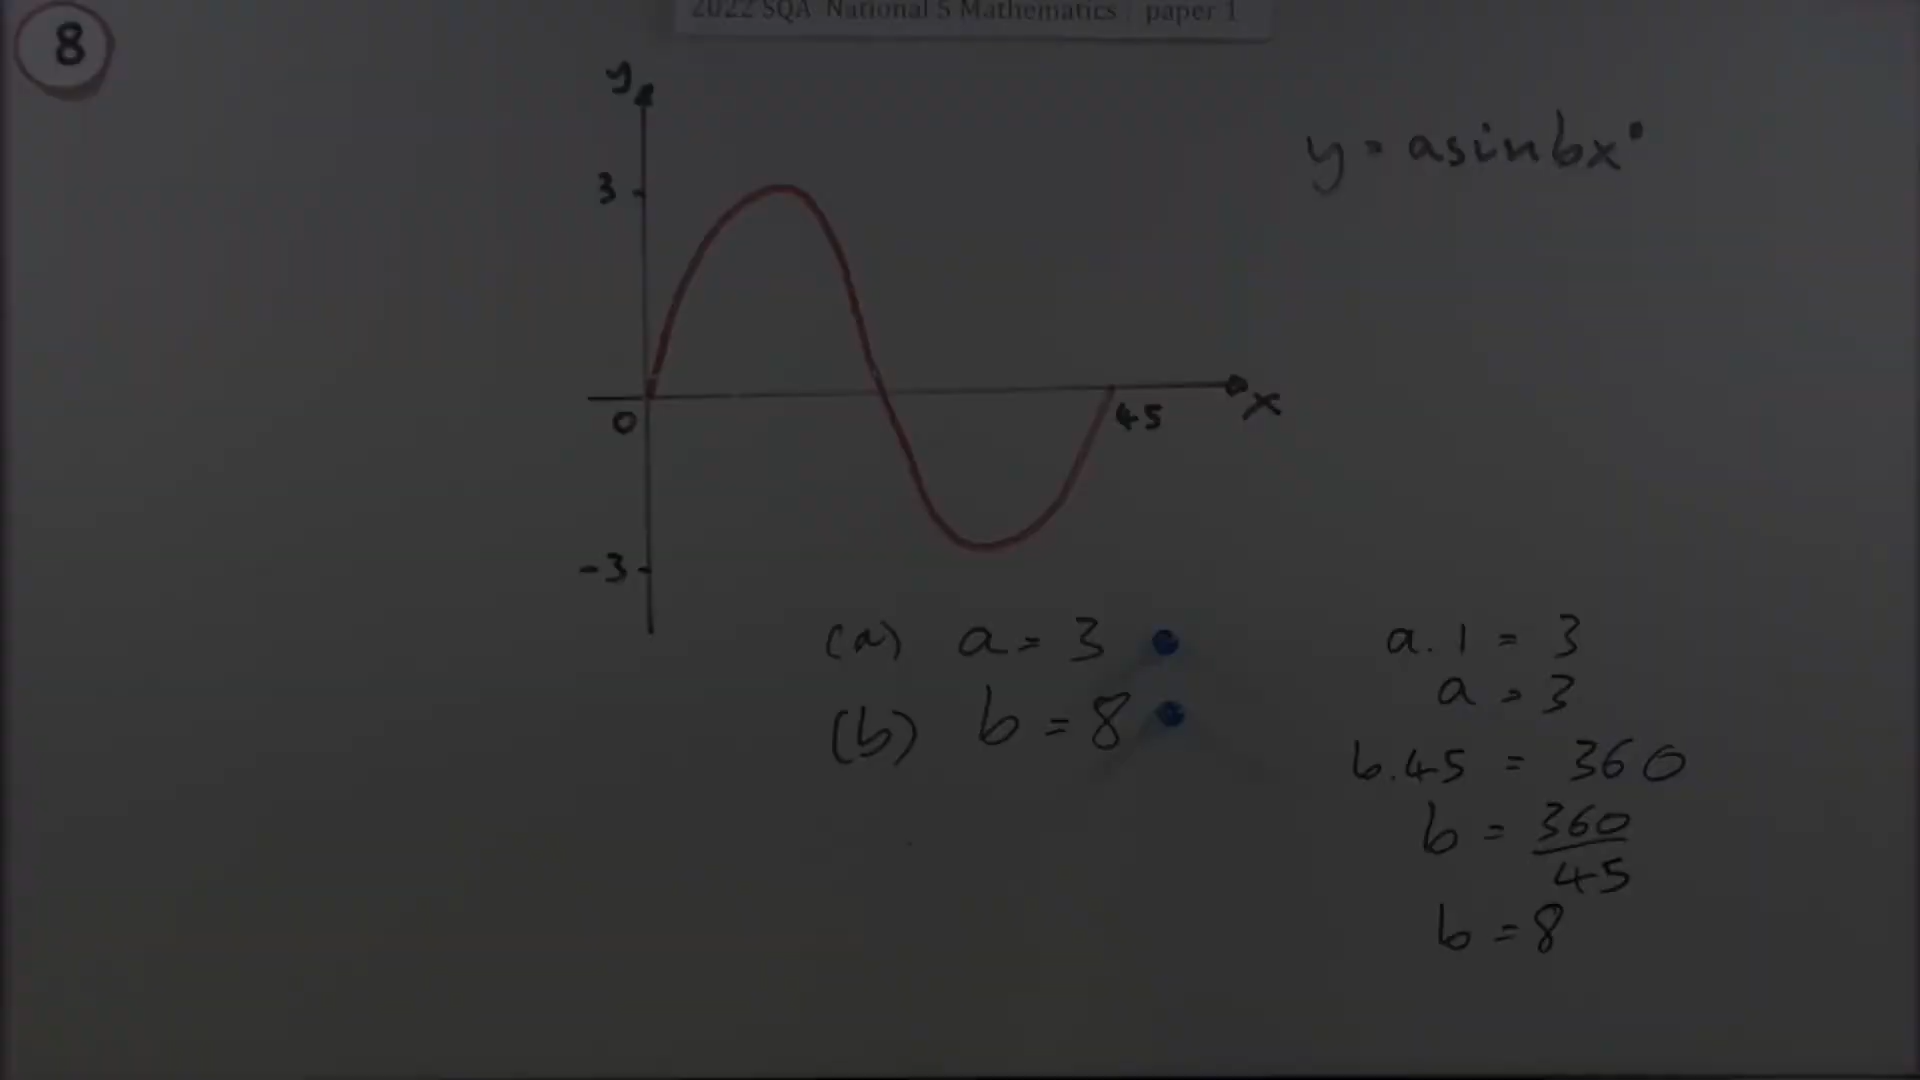 8
2022 SQA National 5 Mathematics paper 1
y
y = asinbx°
3
0
45
x
-3
(a) a = 3
(b) b = 8
a. 1 = 3
a = 3
b.45 = 360
b = 360
45
b = 8